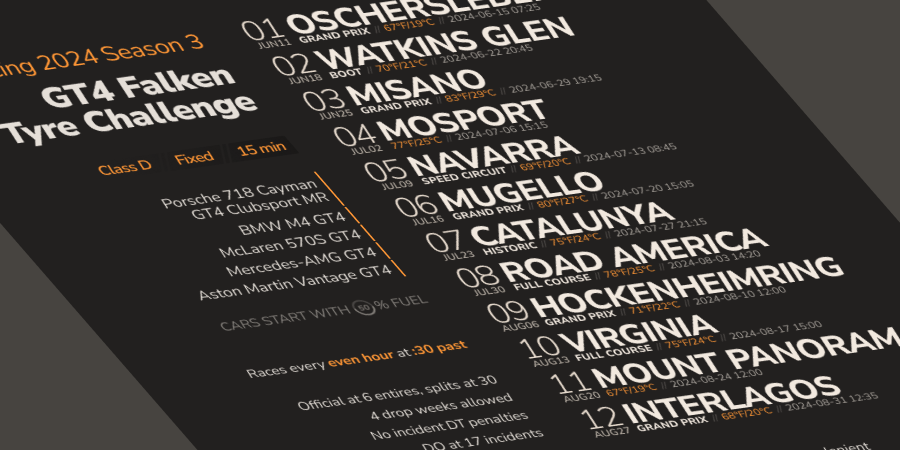 ing 2024 Season 3
GT4 Falken
Tyre Challenge
Class D Fixed 15 min
Porsche 718 Cayman
GT4 Clubsport MR
BMW M4 GT4
McLaren 570S GT4
Mercedes-AMG GT4
Aston Martin Vantage GT4
CARS START WITH 50 % FUEL
Races every even hour at :30 past
Official at 6 entires, splits at 30
4 drop weeks allowed
No incident DT penalties
DQ at 17 incidents
01 OSCHERSLEBEN
JUN11 GRAND PRIX // 67°F/19°C // 2024-06-15 07:25
02 WATKINS GLEN
JUN18 BOOT // 70°F/21°C // 2024-06-22 20:45
03 MISANO
JUN25 GRAND PRIX // 83°F/29°C // 2024-06-29 19:15
04 MOSPORT
JUL02 77°F/25°C // 2024-07-06 15:15
05 NAVARRA
JUL09 SPEED CIRCUIT // 69°F/20°C // 2024-07-13 08:45
06 MUGELLO
JUL16 GRAND PRIX // 80°F/27°C // 2024-07-20 15:05
07 CATALUNYA
JUL23 HISTORIC // 75°F/24°C // 2024-07-27 21:15
08 ROAD AMERICA
JUL30 FULL COURSE // 78°F/25°C // 2024-08-03 14:20
09 HOCKENHEIMRING
AUG06 GRAND PRIX // 71°F/22°C // 2024-08-10 12:00
10 VIRGINIA
AUG13 FULL COURSE // 75°F/24°C // 2024-08-17 15:00
11 MOUNT PANORAM
AUG20 67°F/19°C // 2024-08-24 12:00
12 INTERLAGOS
AUG27 GRAND PRIX // 68°F/20°C // 2024-08-31 12:35